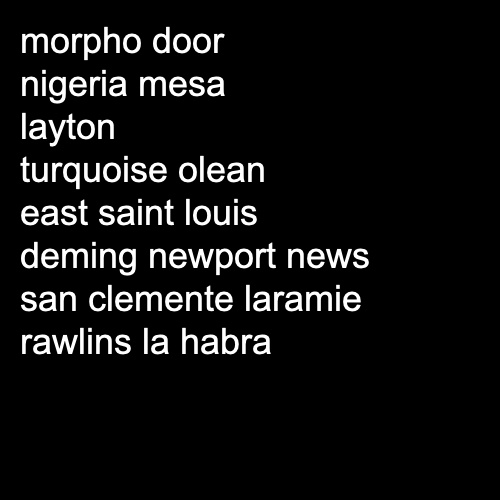 morpho door
nigeria mesa
layton
turquoise olean
east saint louis
deming newport news
san clemente laramie
rawlins la habra